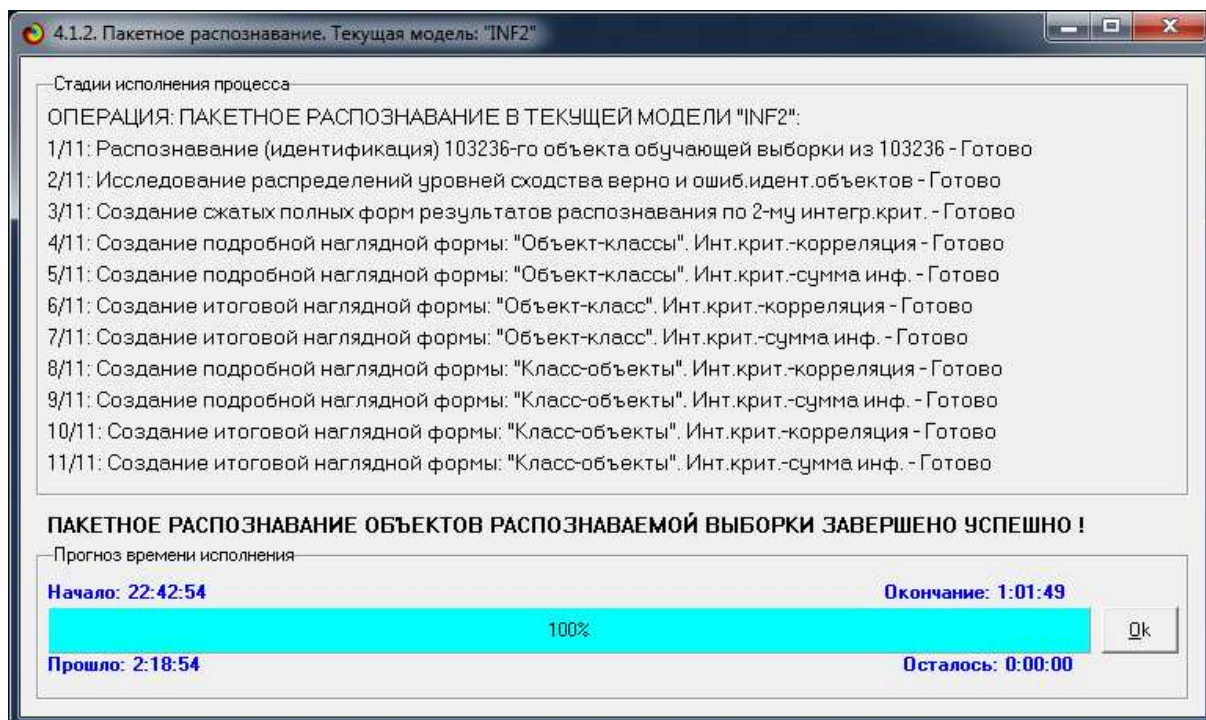 4.1.2. Пакетное распознавание. Текущая модель: "INF2"
Стадии исполнения процесса
ОПЕРАЦИЯ: ПАКЕТНОЕ РАСПОЗНАВАНИЕ В ТЕКУЩЕЙ МОДЕЛИ "INF2":
1/11: Распознавание (идентификация) 103236-го объекта обучающей выборки из 103236 - Готово
2/11: Исследование распределений уровней сходства верно и ошиб.идент.объектов - Готово
3/11: Создание сжатых полных форм результатов распознавания по 2-му интегр.крит. - Готово
4/11: Создание подробной наглядной формы: "Объект-классы". Инт.крит.-корреляция - Готово
5/11: Создание подробной наглядной формы: "Объект-классы". Инт.крит.-сумма инф. - Готово
6/11: Создание итоговой наглядной формы: "Объект-класс". Инт.крит.-корреляция - Готово
7/11: Создание итоговой наглядной формы: "Объект-класс". Инт.крит.-сумма инф. - Готово
8/11: Создание подробной наглядной формы: "Класс-объекты". Инт.крит.-корреляция - Готово
9/11: Создание подробной наглядной формы: "Класс-объекты". Инт.крит.-сумма инф. - Готово
10/11: Создание итоговой наглядной формы: "Класс-объекты". Инт.крит.-корреляция - Готово
11/11: Создание итоговой наглядной формы: "Класс-объекты". Инт.крит.-сумма инф. - Готово
ПАКЕТНОЕ РАСПОЗНАВАНИЕ ОБЪЕКТОВ РАСПОЗНАВАЕМОЙ ВЫБОРКИ ЗАВЕРШЕНО УСПЕШНО !
Прогноз времени исполнения
Начало: 22:42:54 Окончание: 1:01:49
100% Ok
Прошло: 2:18:54 Осталось: 0:00:00